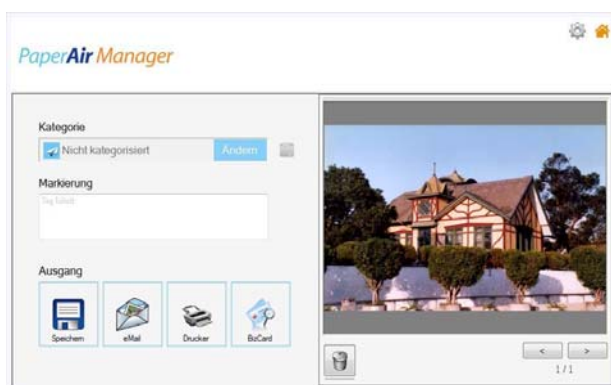 PaperAir Manager
Kategorie
Nicht kategorisiert
Ändern
Markierung
Ausgang
Speichern
eMail
Drucker
BizCard
< >
1 / 1